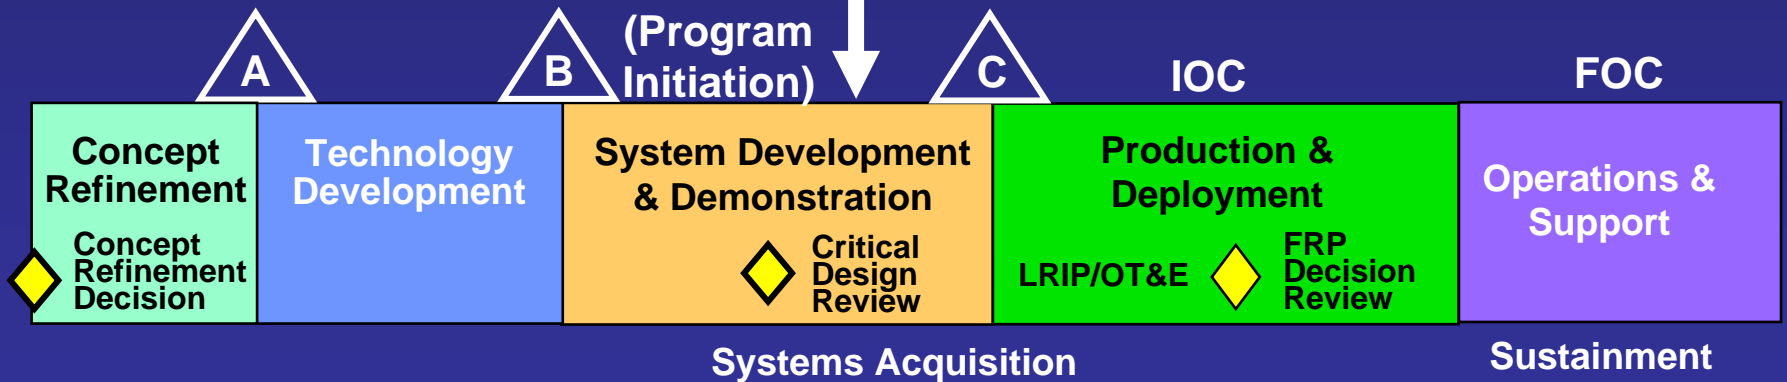 A
B
(Program
Initiation)
C
IOC
FOC
Concept
Refinement
Technology
Development
System Development
& Demonstration
Production &
Deployment
Operations &
Support
Concept
Refinement
Decision
Critical
Design
Review
LRIP/OT&E
FRP
Decision
Review
Systems Acquisition
Sustainment